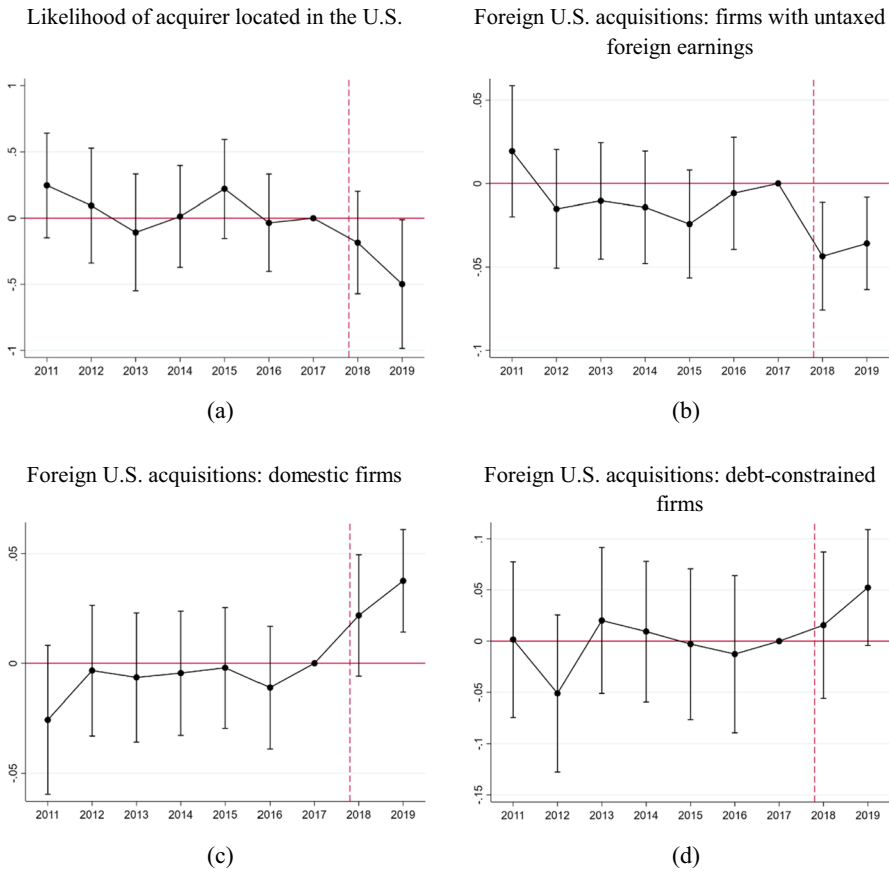 Likelihood of acquirer located in the U.S.
1
.5
0
-.5
-1
2011 2012 2013 2014 2015 2016 2017 2018 2019
(a)
Foreign U.S. acquisitions: firms with untaxed
foreign earnings
.05
0
-.05
-.1
2011 2012 2013 2014 2015 2016 2017 2018 2019
(b)
Foreign U.S. acquisitions: domestic firms
.05
0
-.05
2011 2012 2013 2014 2015 2016 2017 2018 2019
(c)
Foreign U.S. acquisitions: debt-constrained
firms
.1
.05
0
-.05
-.1
-.15
2011 2012 2013 2014 2015 2016 2017 2018 2019
(d)